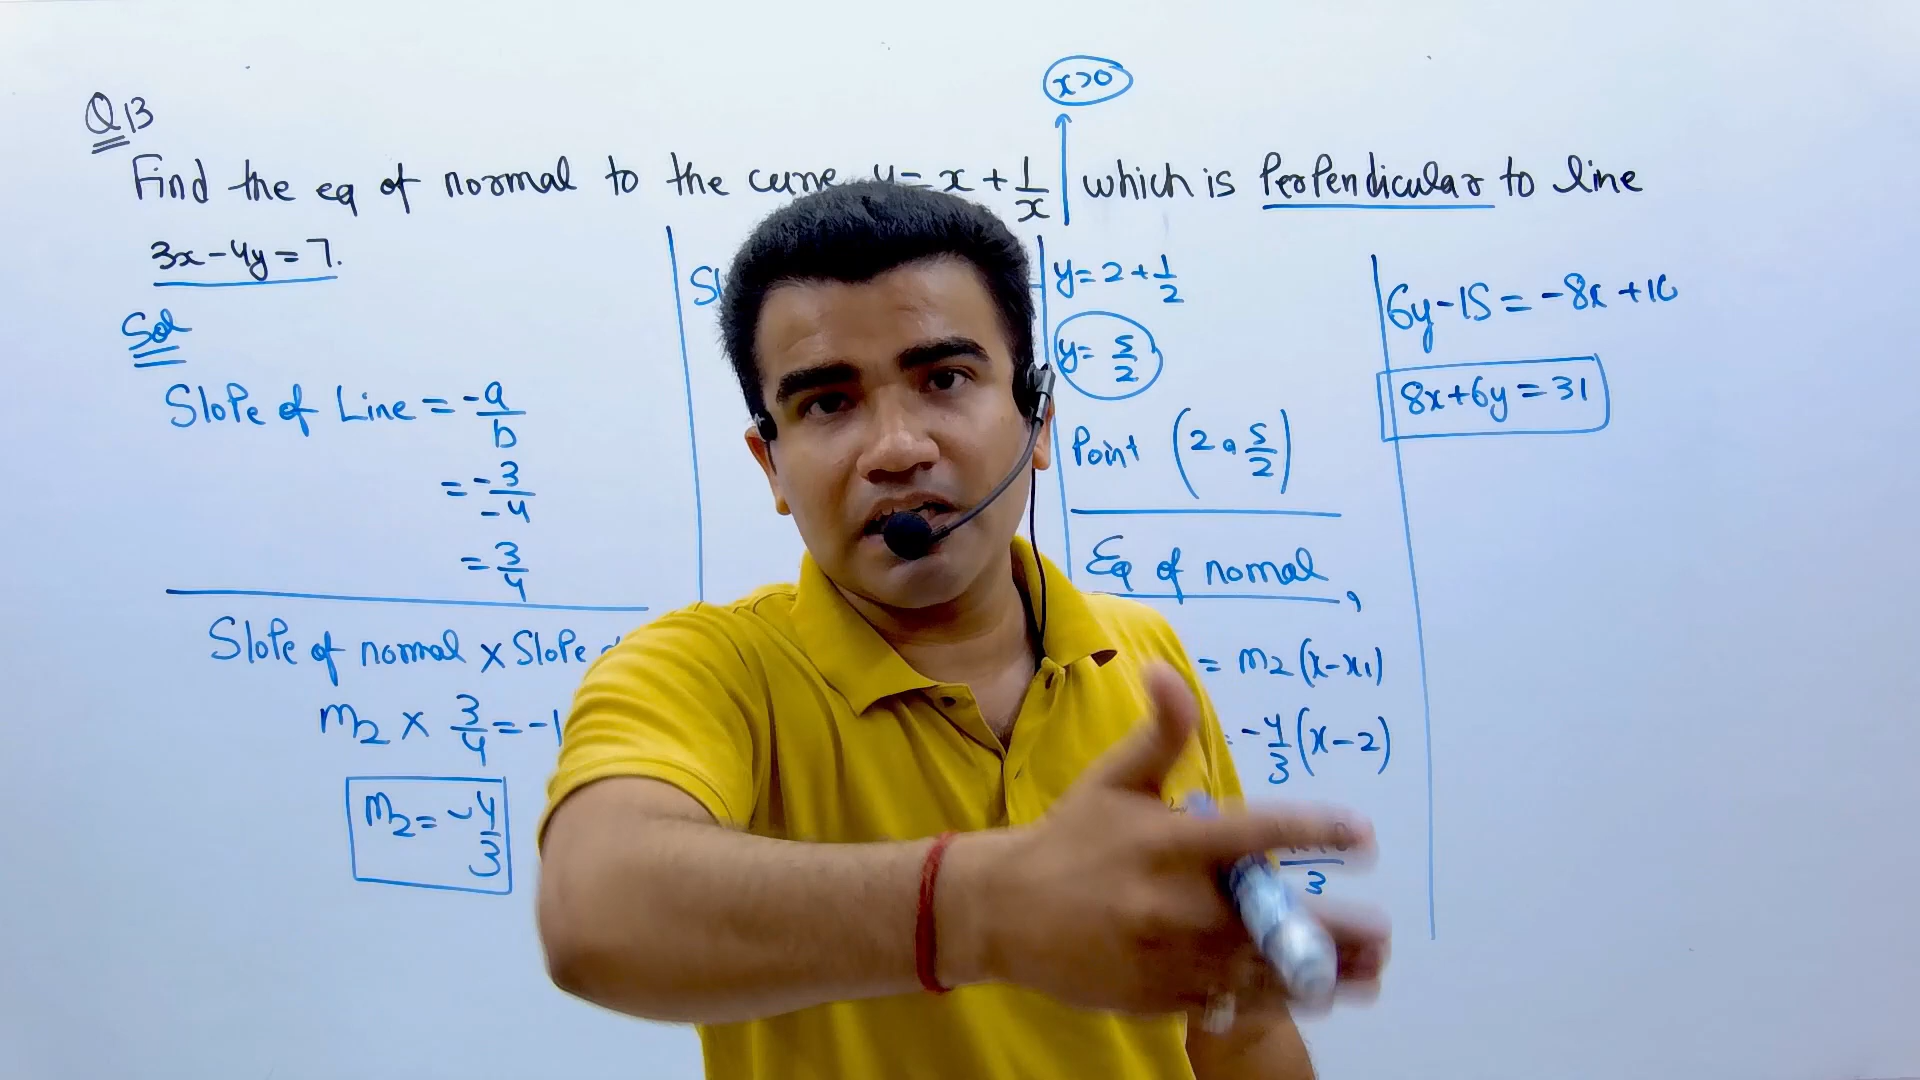 Q13
x>0
Find the eq of normal to the curve y= x + 1/x which is Perpendicular to line
3x-4y=7.
Sol
Slope of Line = -a/b
= -3/-4
= 3/4
Slope of normal x Slope
m2 x 3/4 = -1
m2 = -4/3
y = 2 + 1/2
y = 5/2
Point (2, 5/2)
Eq of normal,
= m2 (x-x1)
= -4/3 (x-2)
3
6y-15 = -8x +16
8x+6y=31